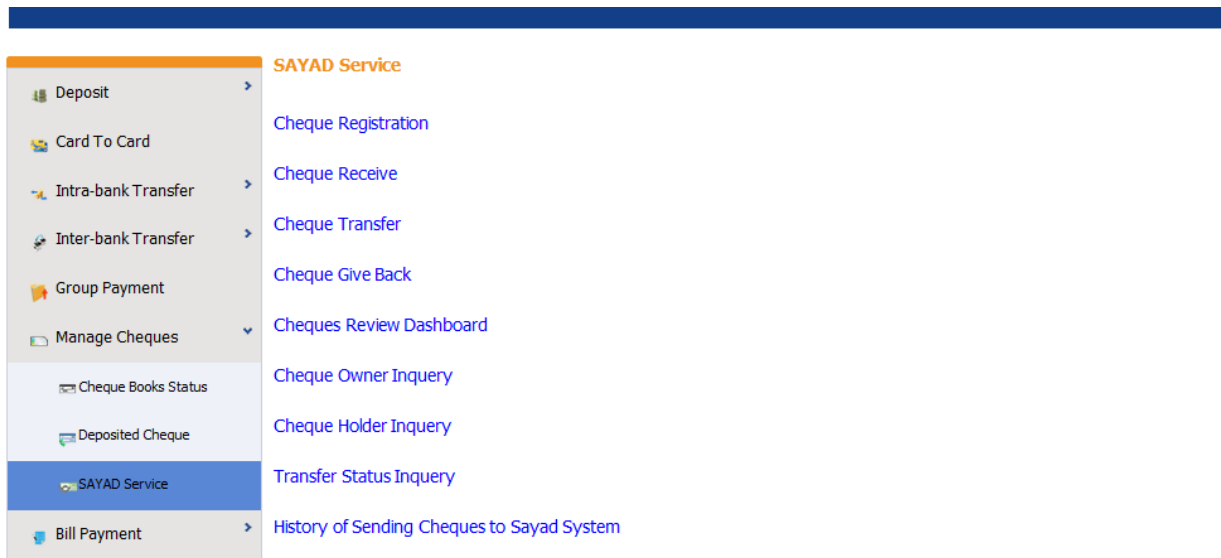 Deposit
Card To Card
Intra-bank Transfer
Inter-bank Transfer
Group Payment
Manage Cheques
Cheque Books Status
Deposited Cheque
SAYAD Service
Bill Payment
SAYAD Service
Cheque Registration
Cheque Receive
Cheque Transfer
Cheque Give Back
Cheques Review Dashboard
Cheque Owner Inquery
Cheque Holder Inquery
Transfer Status Inquery
History of Sending Cheques to Sayad System